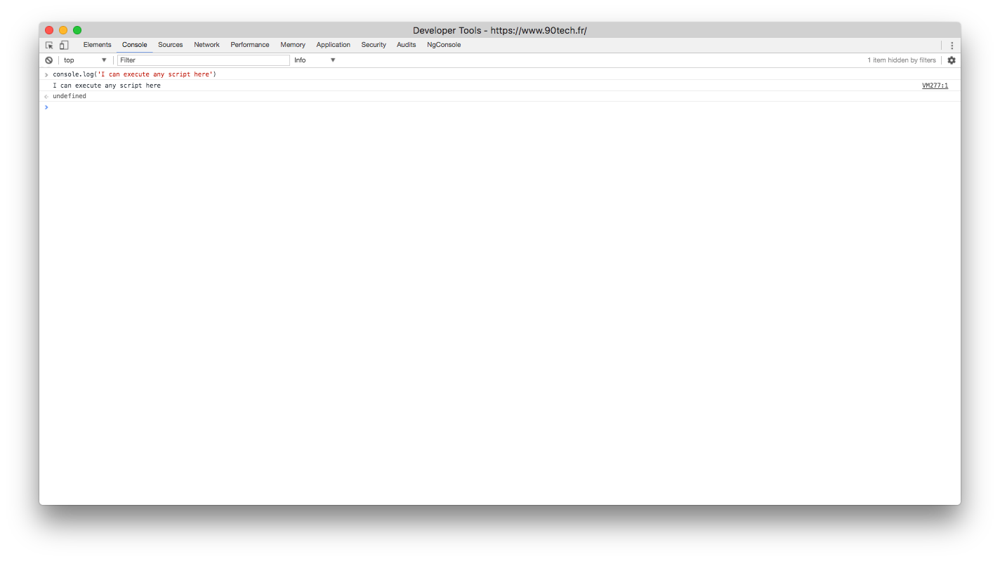 Developer Tools - https://www.90tech.fr/
Elements Console Sources Network Performance Memory Application Security Audits NgConsole
top Filter Info 1 item hidden by filters
console.log('I can execute any script here')
I can execute any script here VM277:1
undefined